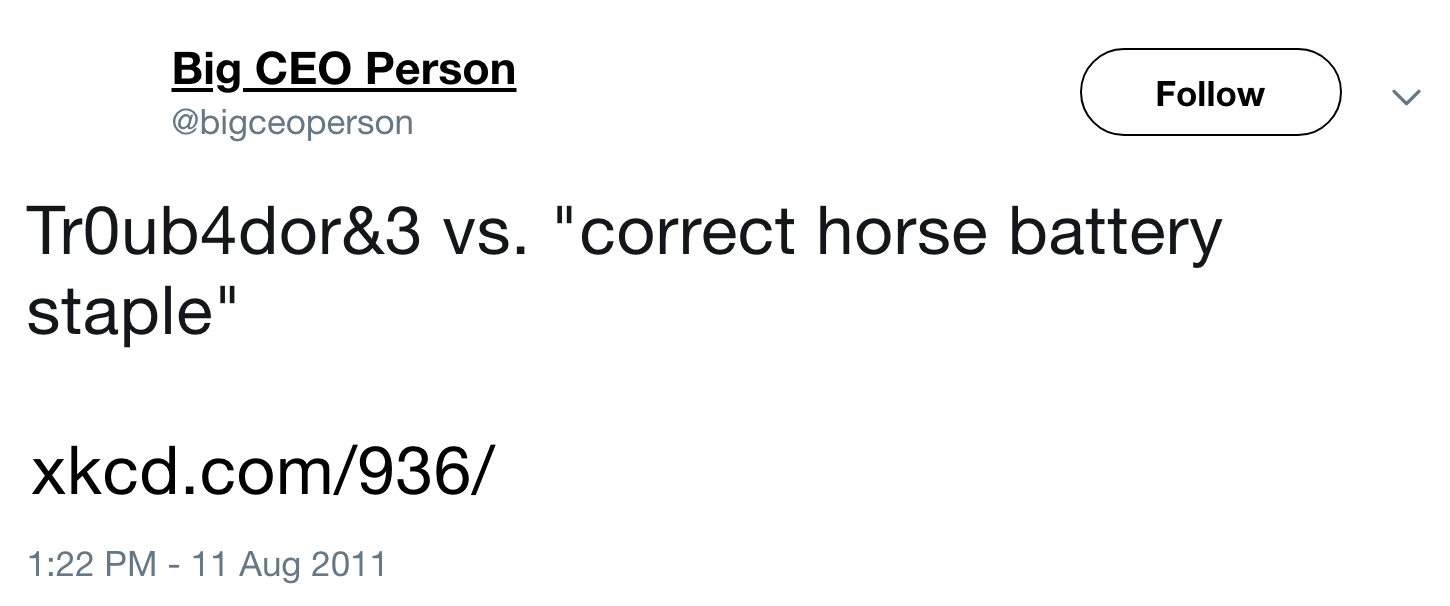 Big CEO Person
@bigceoperson
Follow
Tr0ub4dor&3 vs. "correct horse battery
staple"
xkcd.com/936/
1:22 PM - 11 Aug 2011